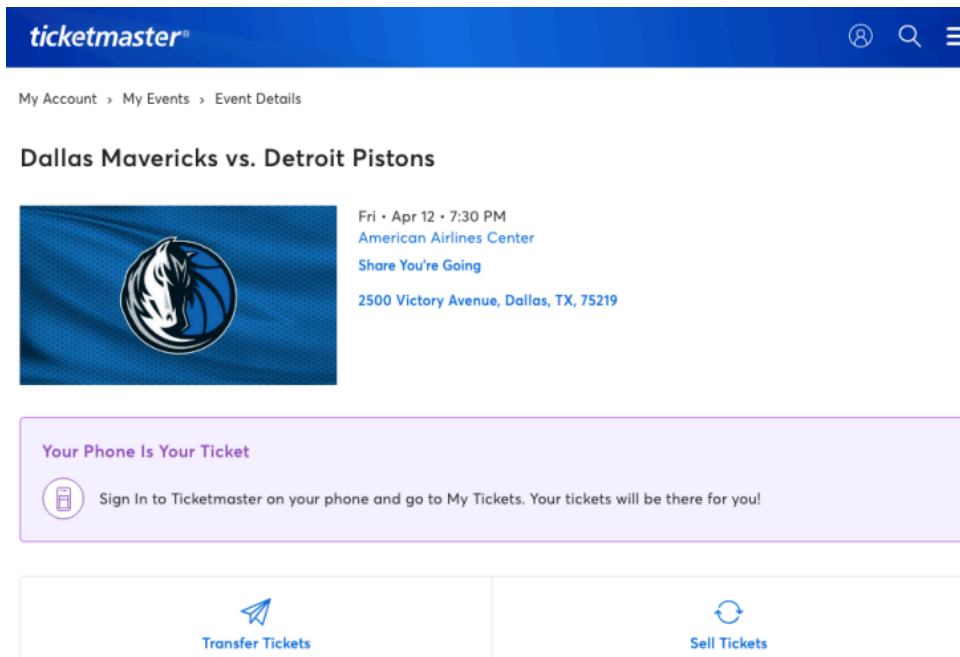 ticketmaster®
My Account › My Events › Event Details
Dallas Mavericks vs. Detroit Pistons
Fri • Apr 12 • 7:30 PM
American Airlines Center
Share You're Going
2500 Victory Avenue, Dallas, TX, 75219
Your Phone Is Your Ticket
Sign In to Ticketmaster on your phone and go to My Tickets. Your tickets will be there for you!
Transfer Tickets
Sell Tickets